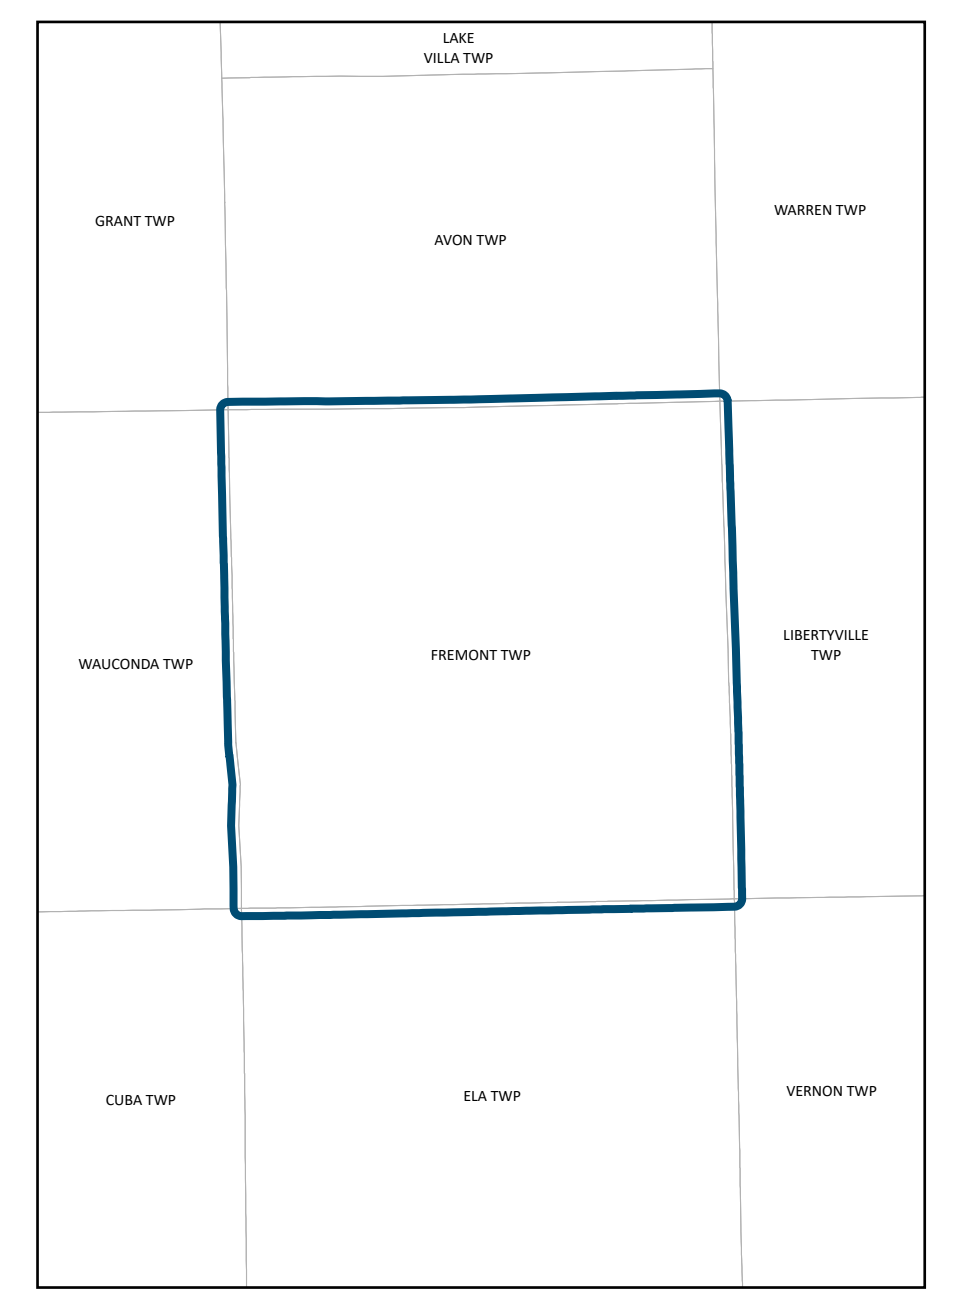 LAKE
VILLA TWP
GRANT TWP
AVON TWP
WARREN TWP
WAUCONDA TWP
FREMONT TWP
LIBERTYVILLE
TWP
CUBA TWP
ELA TWP
VERNON TWP